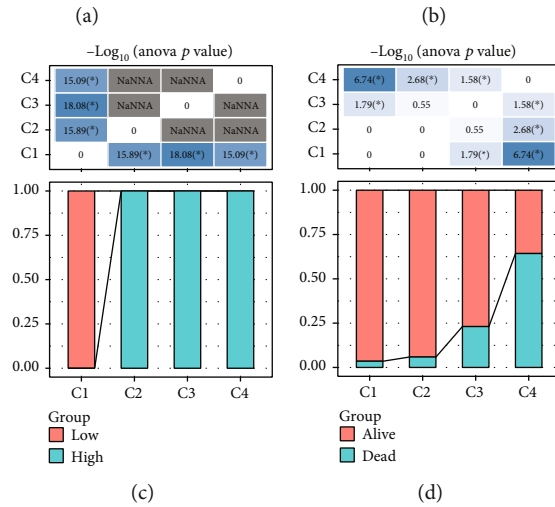 (a)
(b)
–Log10 (anova p value)
C4 15.09(*) NaNNA NaNNA 0
C3 18.08(*) NaNNA 0 NaNNA
C2 15.89(*) 0 NaNNA NaNNA
C1 0 15.89(*) 18.08(*) 15.09(*)
1.00
0.75
0.50
0.25
0.00
C1 C2 C3 C4
Group
Low
High
(c)
–Log10 (anova p value)
C4 6.74(*) 2.68(*) 1.58(*) 0
C3 1.79(*) 0.55 0 1.58(*)
C2 0 0 0.55 2.68(*)
C1 0 0 1.79(*) 6.74(*)
1.00
0.75
0.50
0.25
0.00
C1 C2 C3 C4
Group
Alive
Dead
(d)